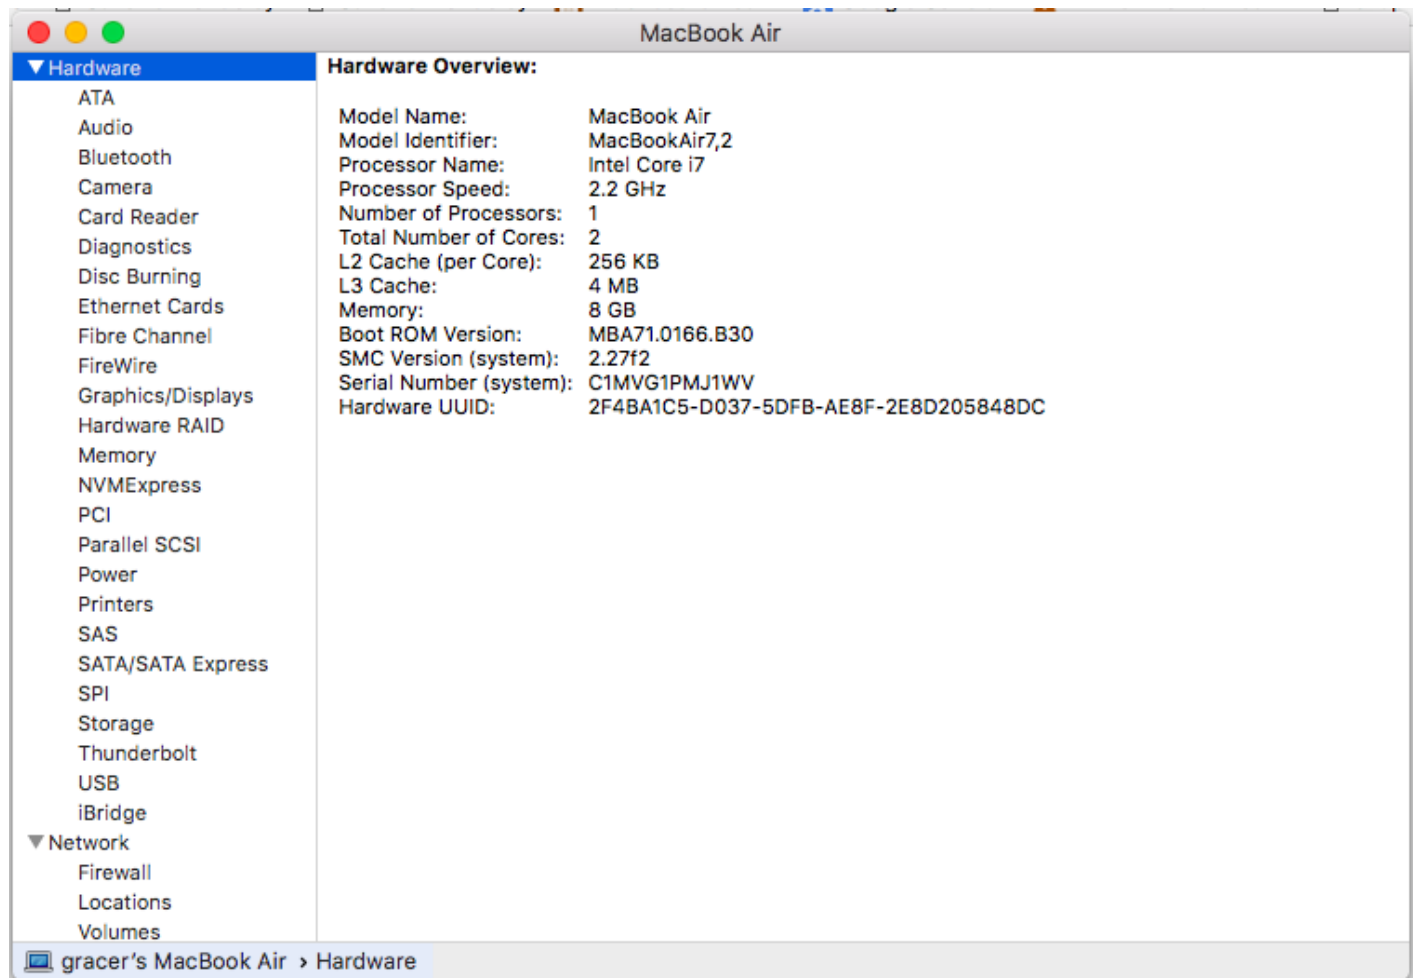 MacBook Air
Hardware
ATA
Audio
Bluetooth
Camera
Card Reader
Diagnostics
Disc Burning
Ethernet Cards
Fibre Channel
FireWire
Graphics/Displays
Hardware RAID
Memory
NVMExpress
PCI
Parallel SCSI
Power
Printers
SAS
SATA/SATA Express
SPI
Storage
Thunderbolt
USB
iBridge
Network
Firewall
Locations
Volumes
Hardware Overview:
Model Name: MacBook Air
Model Identifier: MacBookAir7,2
Processor Name: Intel Core i7
Processor Speed: 2.2 GHz
Number of Processors: 1
Total Number of Cores: 2
L2 Cache (per Core): 256 KB
L3 Cache: 4 MB
Memory: 8 GB
Boot ROM Version: MBA71.0166.B30
SMC Version (system): 2.27f2
Serial Number (system): C1MVG1PMJ1WV
Hardware UUID: 2F4BA1C5-D037-5DFB-AE8F-2E8D205848DC
gracer's MacBook Air › Hardware